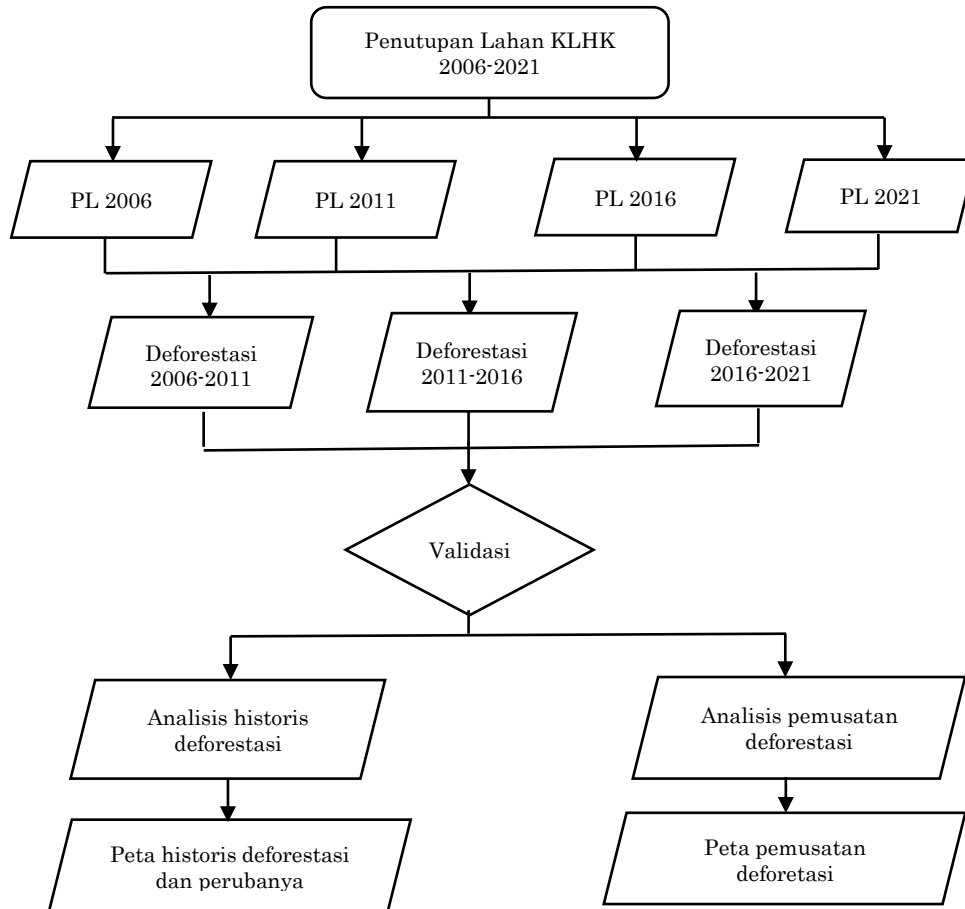 Penutupan Lahan KLHK
2006-2021
PL 2006
PL 2011
PL 2016
PL 2021
Deforestasi
2006-2011
Deforestasi
2011-2016
Deforestasi
2016-2021
Validasi
Analisis historis
deforestasi
Analisis pemusatan
deforestasi
Peta historis deforestasi
dan perubanya
Peta pemusatan
deforetasi